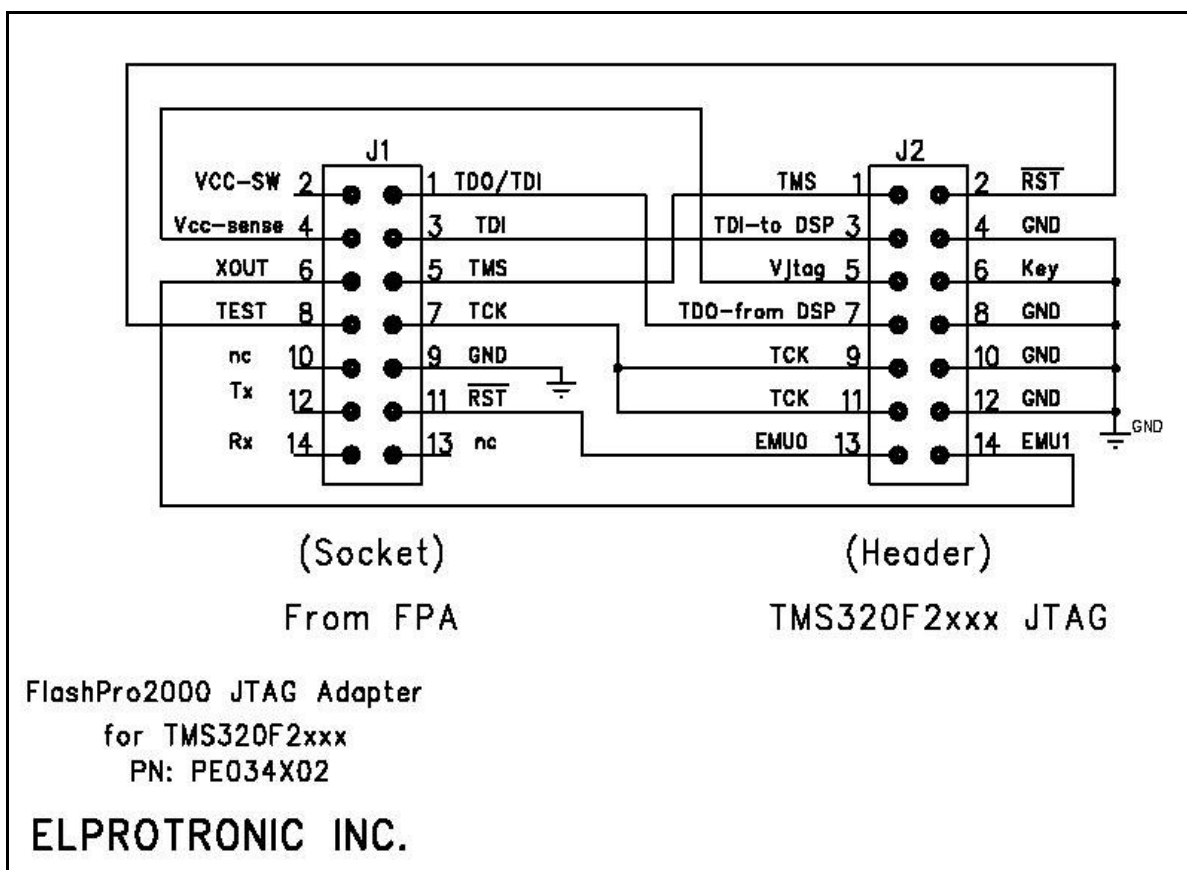 J1
J2
VCC-SW 2 1 TDO/TDI TMS 1 2 RST
Vcc-sense 4 3 TDI TDI-to DSP 3 4 GND
XOUT 6 5 TMS Vjtag 5 6 Key
TEST 8 7 TCK TDO-from DSP 7 8 GND
nc 10 9 GND TCK 9 10 GND
Tx 12 11 RST TCK 11 12 GND
GND
Rx 14 13 nc EMU0 13 14 EMU1
(Socket) (Header)
From FPA TMS320F2xxx JTAG
FlashPro2000 JTAG Adapter
for TMS320F2xxx
PN: PE034X02
ELPROTRONIC INC.